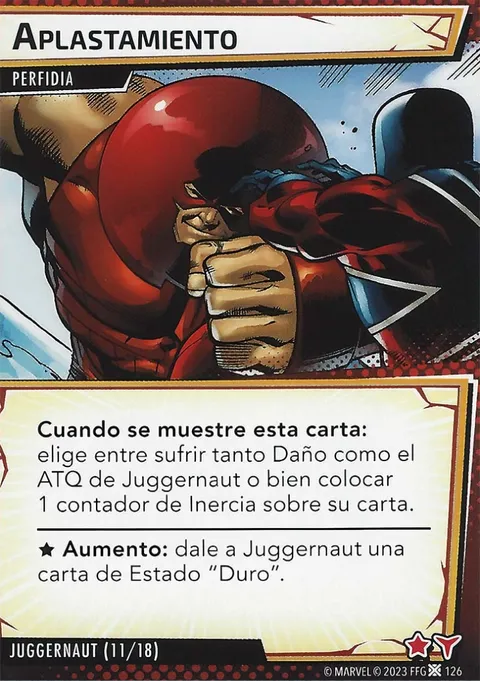 APLASTAMIENTO
PERFIDIA
Cuando se muestre esta carta:
elige entre sufrir tanto Daño como el
ATQ de Juggernaut o bien colocar
1 contador de Inercia sobre su carta.
★ Aumento: dale a Juggernaut una
carta de Estado “Duro”.
JUGGERNAUT (11/18)
© MARVEL © 2023 FFG 126